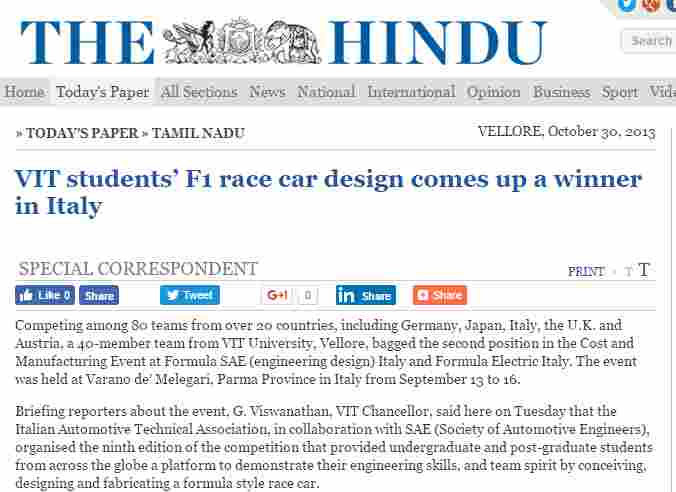 THE HINDU
Search
Home Today's Paper All Sections News National International Opinion Business Sport Vide
» TODAY'S PAPER » TAMIL NADU
VELLORE, October 30, 2013
VIT students' F1 race car design comes up a winner
in Italy
SPECIAL CORRESPONDENT
PRINT · T T
Like 0 Share Tweet G+1 0 in Share Share
Competing among 80 teams from over 20 countries, including Germany, Japan, Italy, the U.K. and
Austria, a 40-member team from VIT University, Vellore, bagged the second position in the Cost and
Manufacturing Event at Formula SAE (engineering design) Italy and Formula Electric Italy. The event
was held at Varano de' Melegari, Parma Province in Italy from September 13 to 16.
Briefing reporters about the event, G. Viswanathan, VIT Chancellor, said here on Tuesday that the
Italian Automotive Technical Association, in collaboration with SAE (Society of Automotive Engineers),
organised the ninth edition of the competition that provided undergraduate and post-graduate students
from across the globe a platform to demonstrate their engineering skills, and team spirit by conceiving,
designing and fabricating a formula style race car.